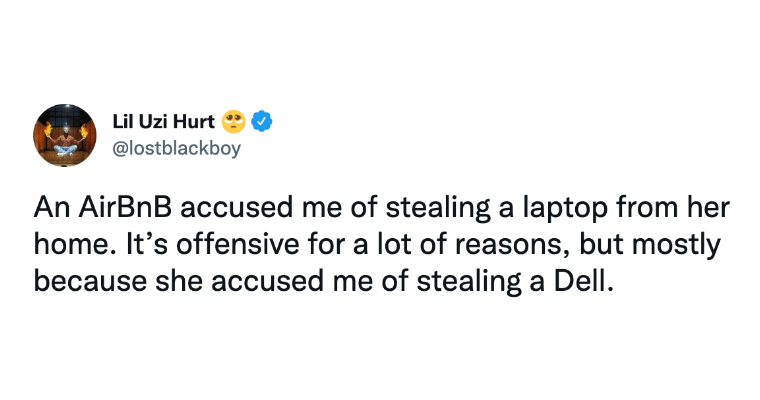 Lil Uzi Hurt 🥺
@lostblackboy
An AirBnB accused me of stealing a laptop from her
home. It’s offensive for a lot of reasons, but mostly
because she accused me of stealing a Dell.